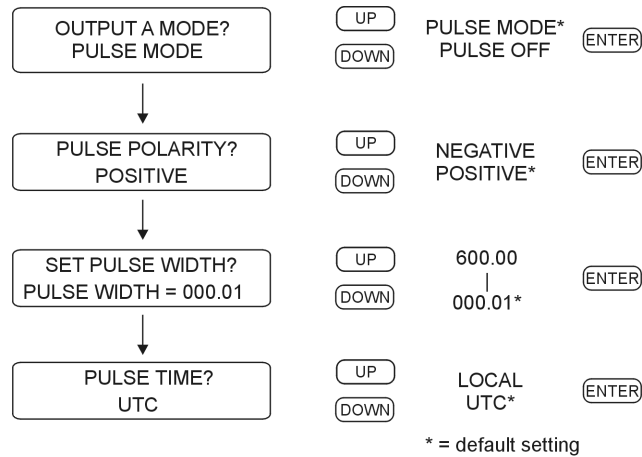 OUTPUT A MODE?
PULSE MODE
UP
DOWN
PULSE MODE*
PULSE OFF
ENTER
PULSE POLARITY?
POSITIVE
UP
DOWN
NEGATIVE
POSITIVE*
ENTER
SET PULSE WIDTH?
PULSE WIDTH = 000.01
UP
DOWN
600.00
|
000.01*
ENTER
PULSE TIME?
UTC
UP
DOWN
LOCAL
UTC*
ENTER
* = default setting